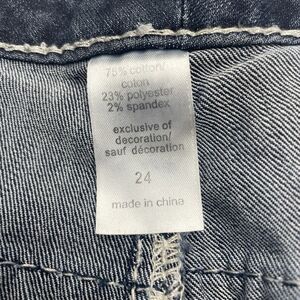 75% cotton/
coton
23% polyester
2% spandex
exclusive of
decoration/
sauf décoration
24
made in china